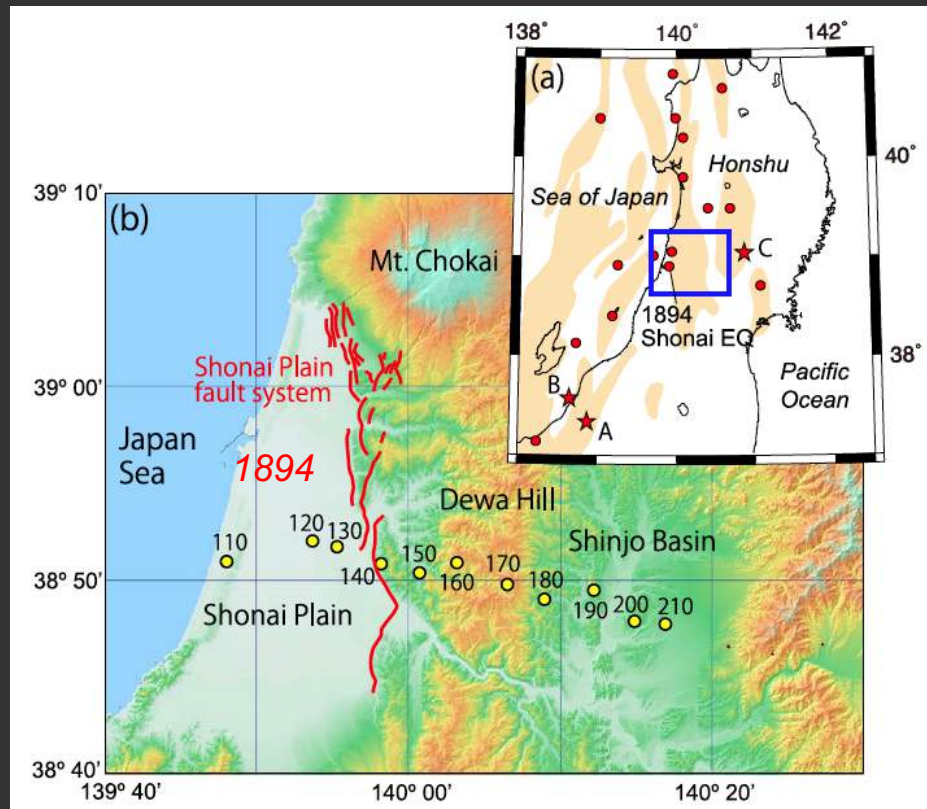 138˚ 140˚ 142˚
(a)
Honshu
40˚
Sea of Japan
C
1894
Shonai EQ
38˚
Pacific
Ocean
B
A
39° 10'
(b)
Mt. Chokai
Shonai Plain
fault system
39° 00'
Japan
Sea
1894
Dewa Hill
Shinjo Basin
110 120 130 140 150 160 170 180 190 200 210
38° 50'
Shonai Plain
38° 40'
139° 40' 140° 00' 140° 20'